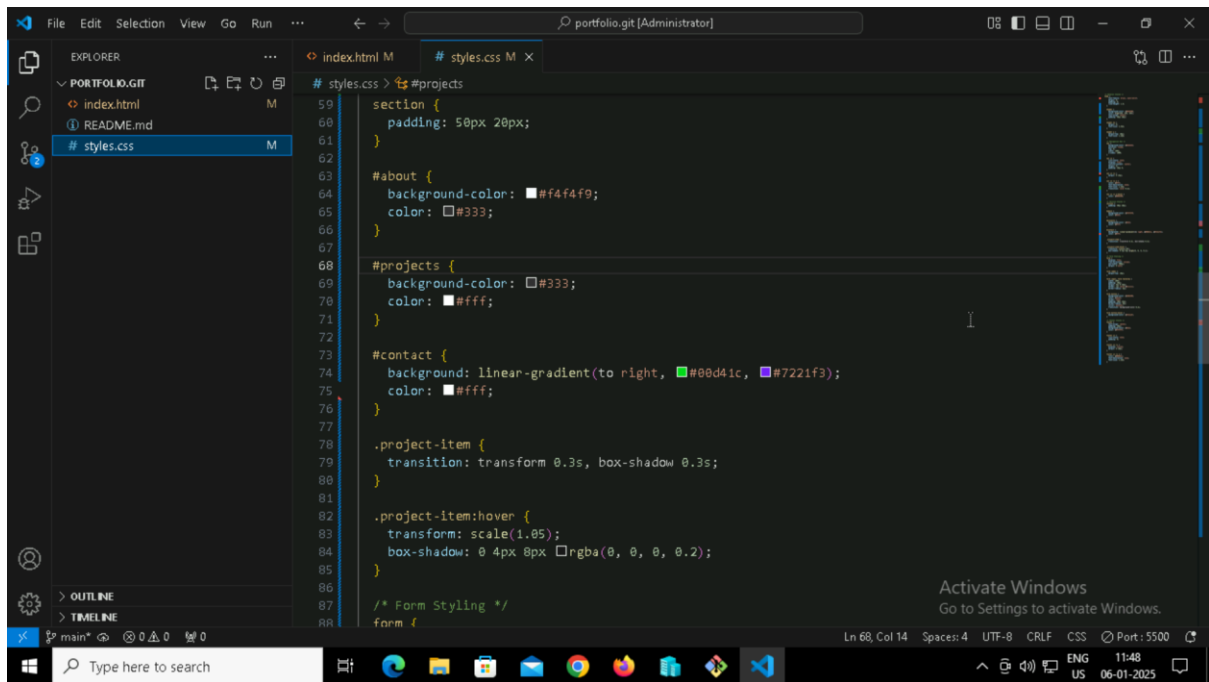 File Edit Selection View Go Run ··· portfolio.git [Administrator]
EXPLORER ···
index.html M
# styles.css M
PORTFOLIO.GIT
# styles.css > #projects
index.html M
README.md
# styles.css M
2
59 section {
60 padding: 50px 20px;
61 }
62
63 #about {
64 background-color: #f4f4f9;
65 color: #333;
66 }
67
68 #projects {
69 background-color: #333;
70 color: #fff;
71 }
72
73 #contact {
74 background: linear-gradient(to right, #00d41c, #7221f3);
75 color: #fff;
76 }
77
78 .project-item {
79 transition: transform 0.3s, box-shadow 0.3s;
80 }
81
82 .project-item:hover {
83 transform: scale(1.05);
84 box-shadow: 0 4px 8px rgba(0, 0, 0, 0.2);
85 }
86
87 /* Form Styling */
88 form {
OUTLINE
TIMELINE
Activate Windows
Go to Settings to activate Windows.
main* 0 0 0 Ln 68, Col 14 Spaces: 4 UTF-8 CRLF CSS Port : 5500
Type here to search
ENG
US
11:48
06-01-2025